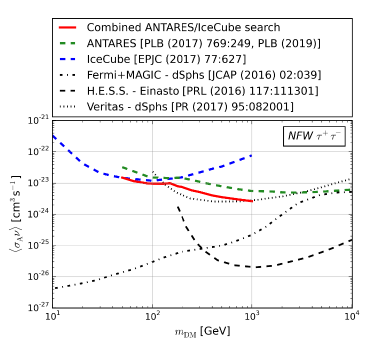 Combined ANTARES/IceCube search
ANTARES [PLB (2017) 769:249, PLB (2019)]
IceCube [EPJC (2017) 77:627]
Fermi+MAGIC - dSphs [JCAP (2016) 02:039]
H.E.S.S. - Einasto [PRL (2016) 117:111301]
Veritas - dSphs [PR (2017) 95:082001]
10⁻²¹
NFW τ⁺τ⁻
10⁻²²
10⁻²³
10⁻²⁴
10⁻²⁵
10⁻²⁶
10⁻²⁷
⟨σ_A ν⟩ [cm³ s⁻¹]
10¹ 10² 10³ 10⁴
m_DM [GeV]